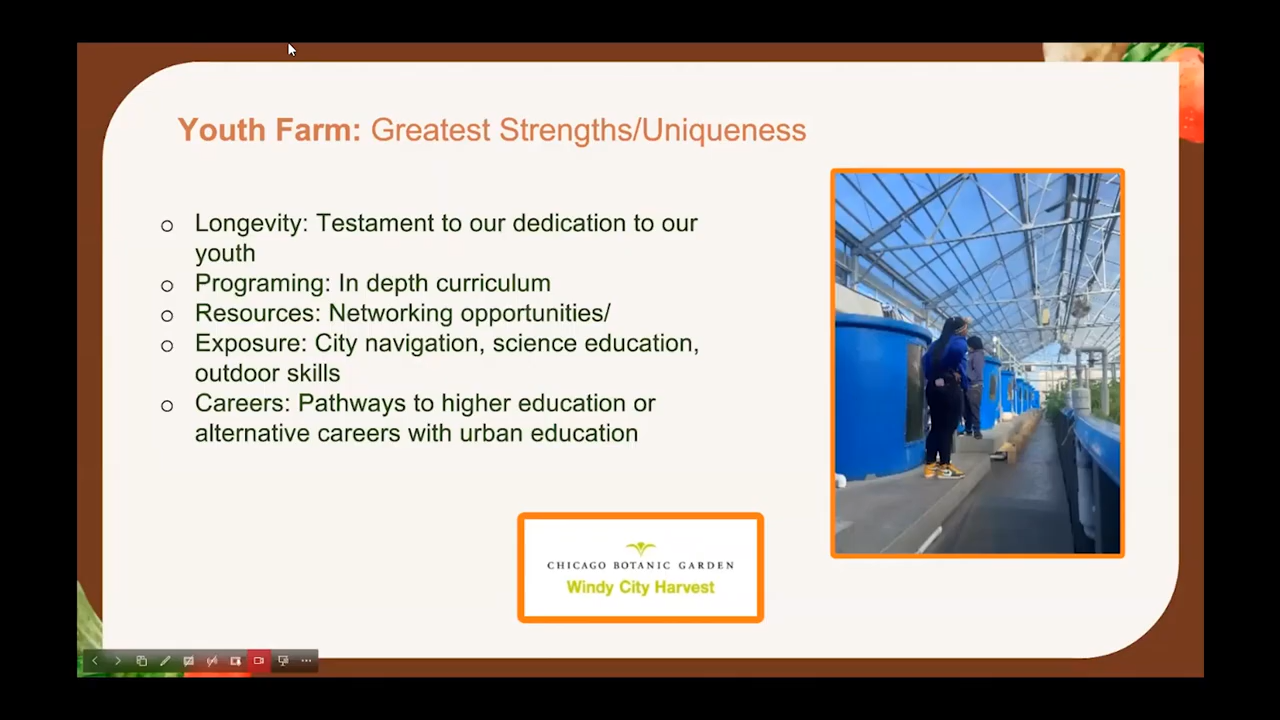 Youth Farm: Greatest Strengths/Uniqueness
Longevity: Testament to our dedication to our
youth
Programing: In depth curriculum
Resources: Networking opportunities/
Exposure: City navigation, science education,
outdoor skills
Careers: Pathways to higher education or
alternative careers with urban education
CHICAGO BOTANIC GARDEN
Windy City Harvest